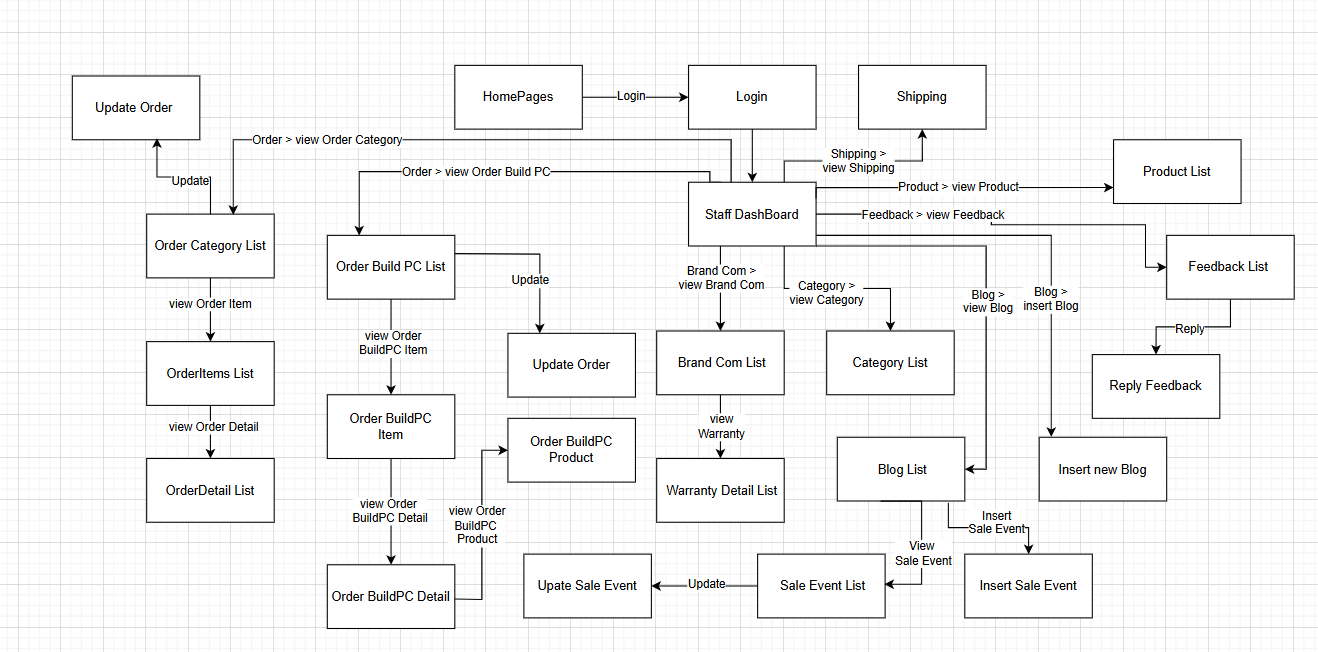 HomePages
Login
Login
Shipping
Update Order
Order > view Order Category
Shipping >
view Shipping
Order > view Order Build PC
Product List
Update
Product > view Product
Staff DashBoard
Feedback > view Feedback
Order Category List
Order Build PC List
Feedback List
Brand Com >
view Brand Com
Update
Category >
view Category
Blog >
view Blog
Blog >
insert Blog
view Order Item
Reply
view Order
BuildPC Item
OrderItems List
Update Order
Brand Com List
Category List
Reply Feedback
view Order Detail
Order BuildPC
Item
view
Warranty
Order BuildPC
Product
OrderDetail List
Warranty Detail List
Blog List
Insert new Blog
view Order
BuildPC Detail
view Order
BuildPC
Product
Insert
Sale Event
View
Sale Event
Order BuildPC Detail
Upate Sale Event
Update
Sale Event List
Insert Sale Event